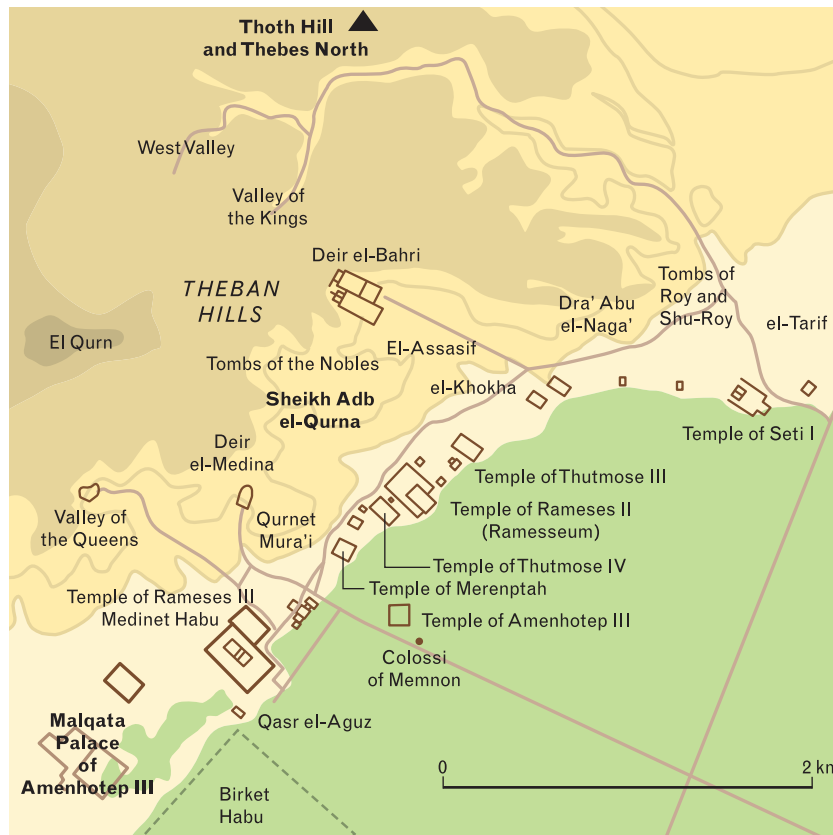 Thoth Hill
and Thebes North
West Valley
Valley of
the Kings
Deir el-Bahri
THEBAN
HILLS
Tombs of
Roy and
Shu-Roy
Dra' Abu
el-Naga'
el-Tarif
El Qurn
El-Assasif
Tombs of the Nobles
el-Khokha
Sheikh Adb
el-Qurna
Temple of Seti I
Deir
el-Medina
Temple of Thutmose III
Valley of
the Queens
Qurnet
Mura'i
Temple of Rameses II
(Ramesseum)
Temple of Thutmose IV
Temple of Merenptah
Temple of Rameses III
Medinet Habu
Temple of Amenhotep III
Colossi
of Memnon
Malqata
Palace
of
Amenhotep III
Qasr el-Aguz
Birket
Habu
0
2 km